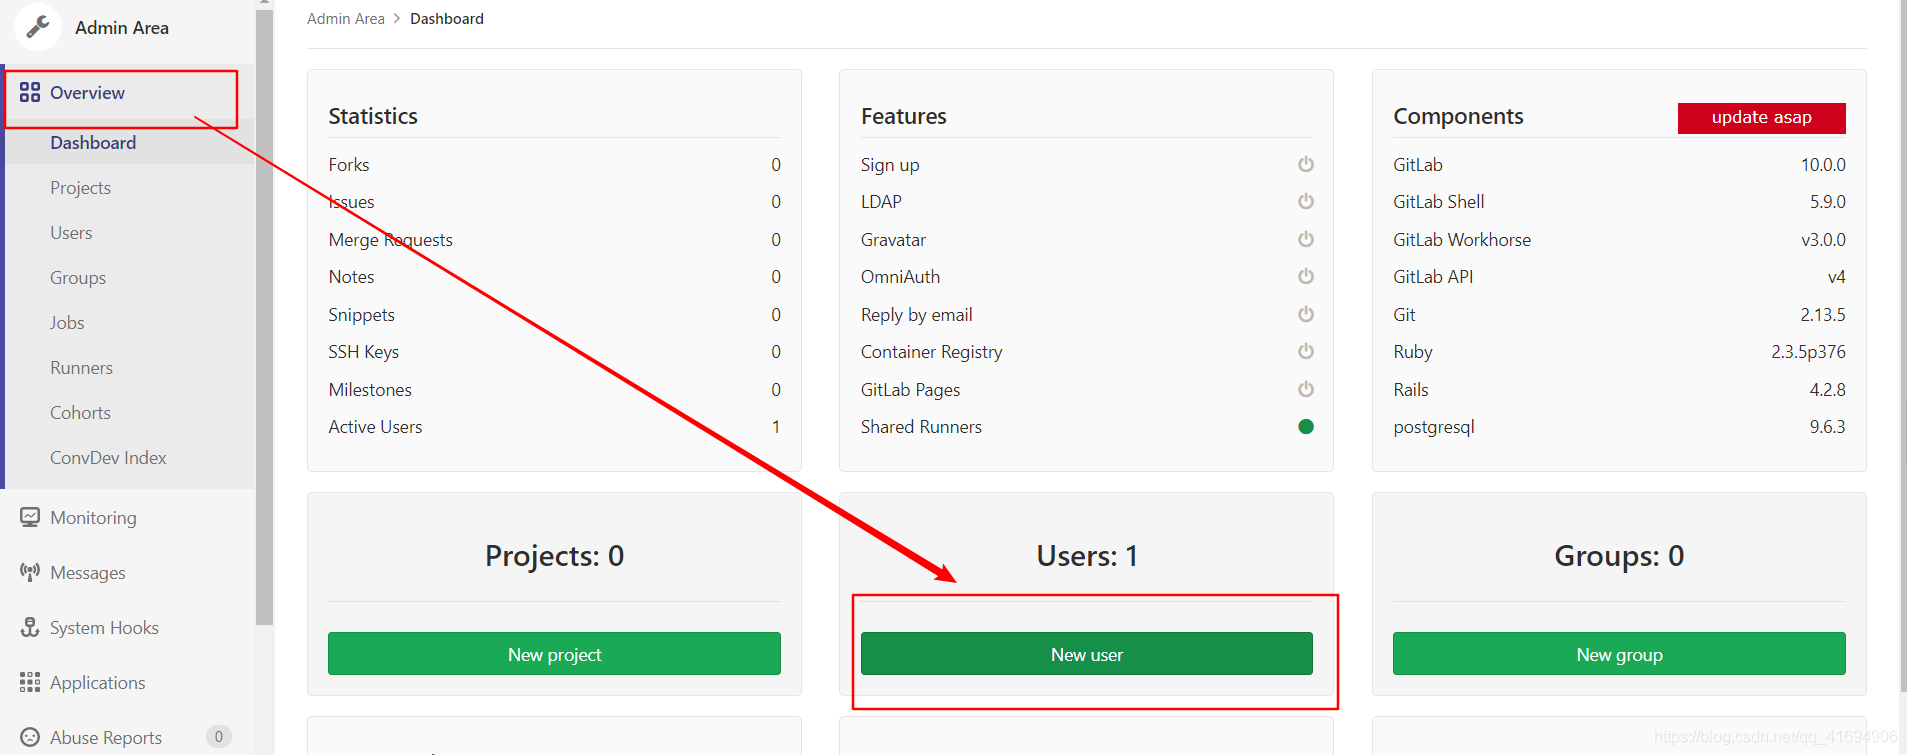 Admin Area
Overview
Dashboard
Projects
Users
Groups
Jobs
Runners
Cohorts
ConvDev Index
Monitoring
Messages
System Hooks
Applications
Abuse Reports 0
Admin Area > Dashboard
Statistics
Forks 0
Issues 0
Merge Requests 0
Notes 0
Snippets 0
SSH Keys 0
Milestones 0
Active Users 1
Features
Sign up
LDAP
Gravatar
OmniAuth
Reply by email
Container Registry
GitLab Pages
Shared Runners
Components update asap
GitLab 10.0.0
GitLab Shell 5.9.0
GitLab Workhorse v3.0.0
GitLab API v4
Git 2.13.5
Ruby 2.3.5p376
Rails 4.2.8
postgresql 9.6.3
Projects: 0
New project
Users: 1
New user
Groups: 0
New group
https://blog.csdn.net/qq_41694906